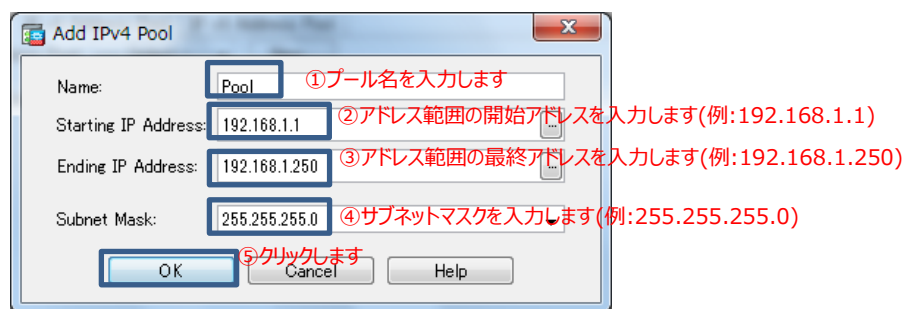 Add IPv4 Pool
Name: Pool ①プール名を入力します
Starting IP Address: 192.168.1.1 ②アドレス範囲の開始アドレスを入力します(例:192.168.1.1)
Ending IP Address: 192.168.1.250 ③アドレス範囲の最終アドレスを入力します(例:192.168.1.250)
Subnet Mask: 255.255.255.0 ④サブネットマスクを入力します(例:255.255.255.0)
⑤クリックします
OK Cancel Help